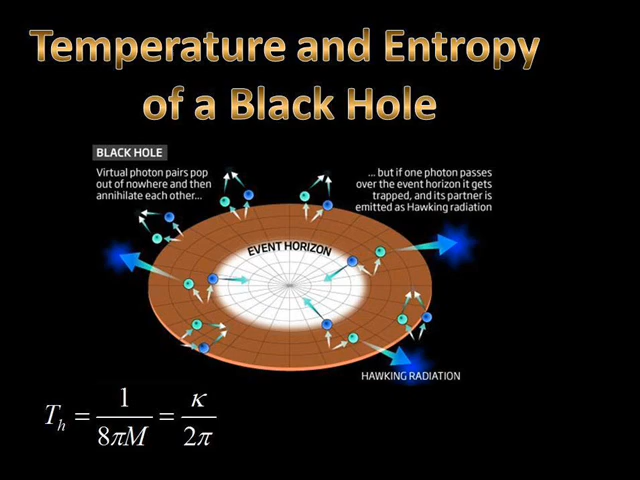 Temperature and Entropy
of a Black Hole
BLACK HOLE
Virtual photon pairs pop
out of nowhere and then
annihilate each other...
... but if one photon passes
over the event horizon it gets
trapped, and its partner is
emitted as Hawking radiation
EVENT HORIZON
HAWKING RADIATION
T_h = 1/(8πM) = κ/(2π)